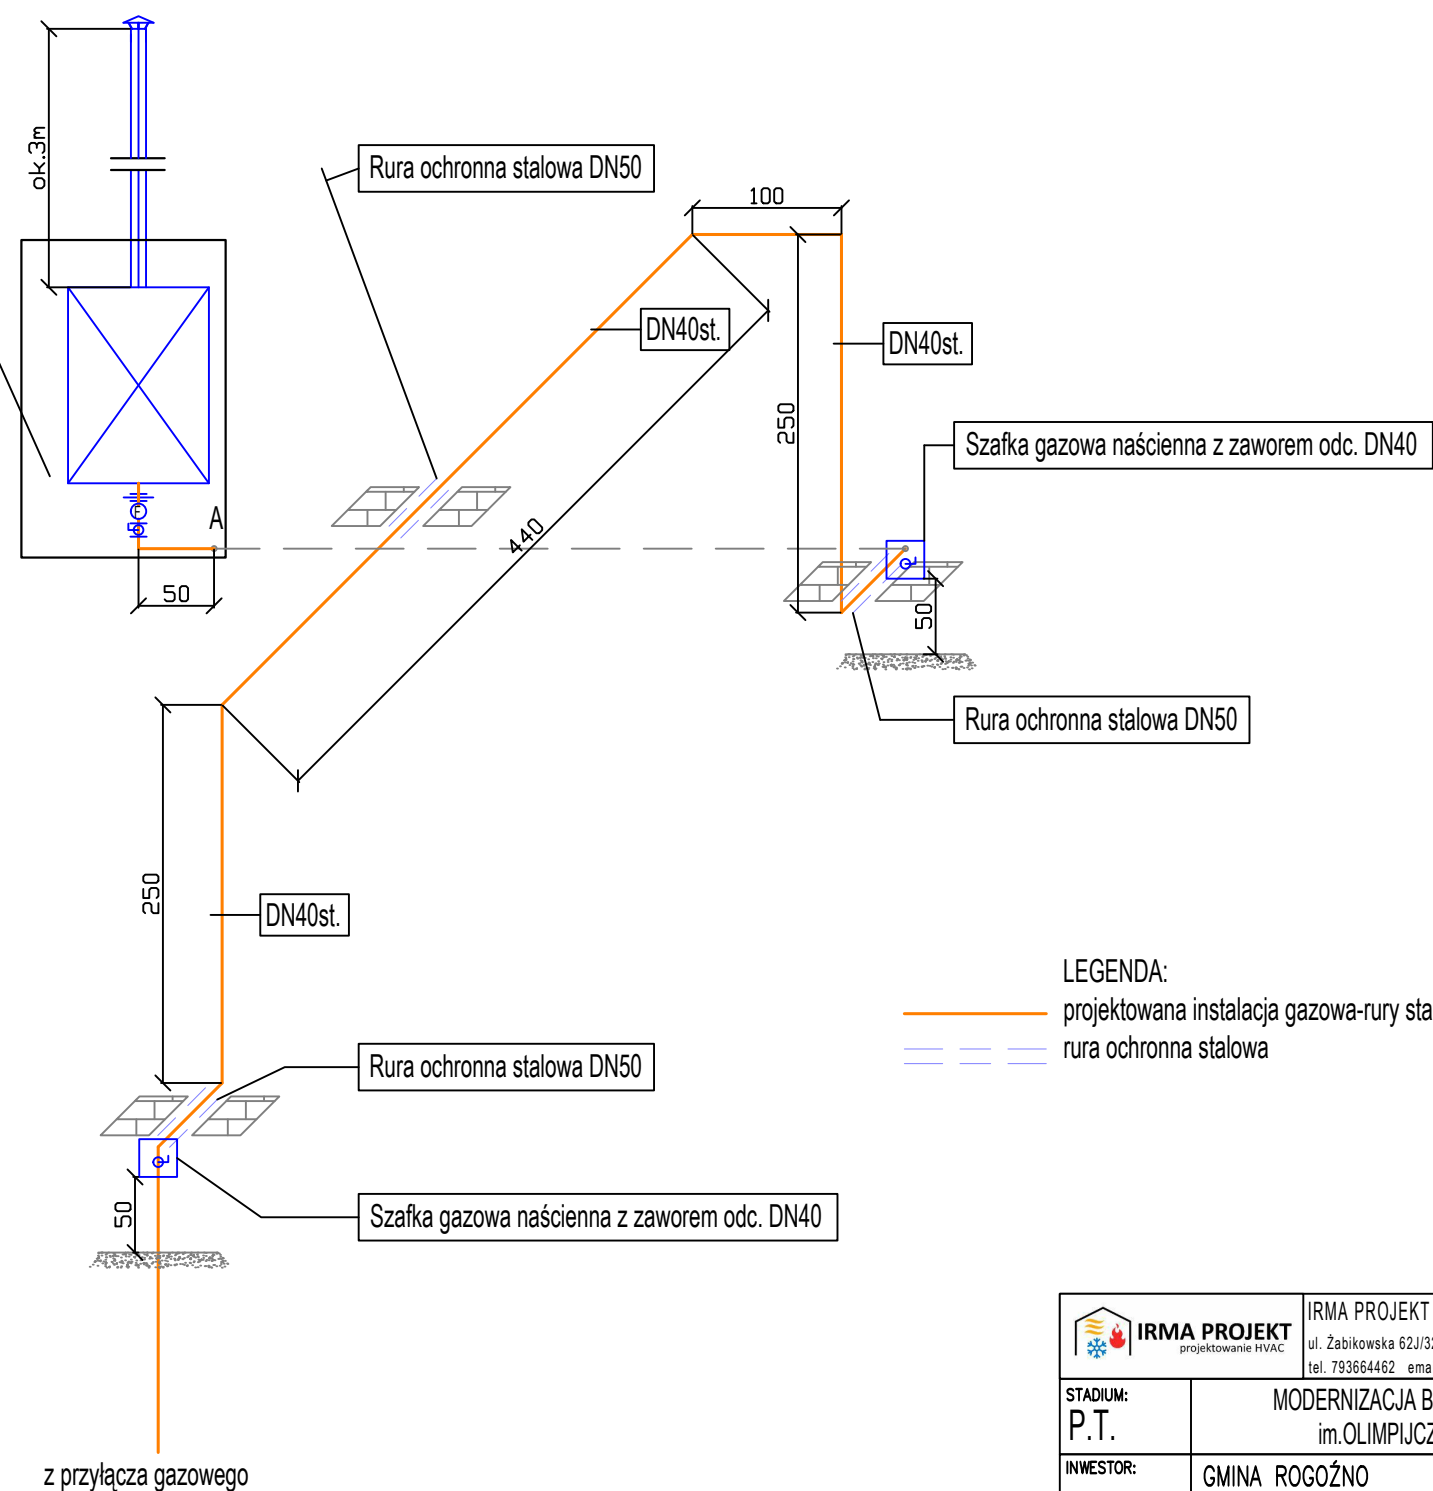 ok.3m
Rura ochronna stalowa DN50
100
DN40st.
DN40st.
250
Szafka gazowa naścienna z zaworem odc. DN40
F
A
440
50
50
Rura ochronna stalowa DN50
250
DN40st.
LEGENDA:
projektowana instalacja gazowa-rury sta
rura ochronna stalowa
Rura ochronna stalowa DN50
50
Szafka gazowa naścienna z zaworem odc. DN40
z przyłącza gazowego
IRMA PROJEKT
projektowanie HVAC
IRMA PROJEKT
ul. Żabikowska 62J/32
tel. 793664462 ema
STADIUM:
P.T.
MODERNIZACJA B
im.OLIMPIJCZ
INWESTOR:
GMINA ROGOŹNO